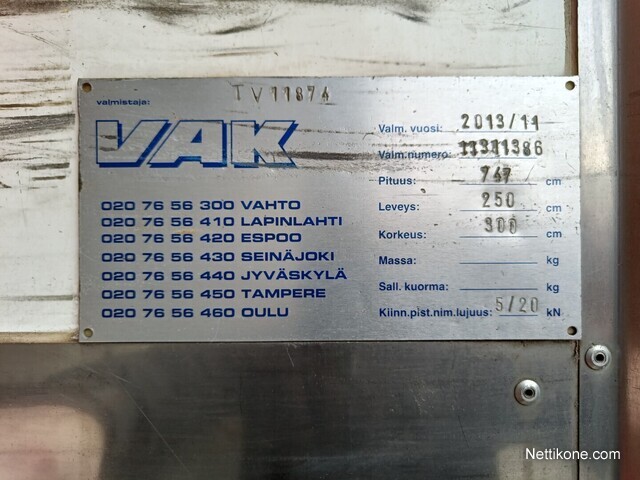 TV11874
valmistaja:
VAK
020 76 56 300 VAHTO
020 76 56 410 LAPINLAHTI
020 76 56 420 ESPOO
020 76 56 430 SEINÄJOKI
020 76 56 440 JYVÄSKYLÄ
020 76 56 450 TAMPERE
020 76 56 460 OULU
Valm. vuosi: 2013/11
Valm.numero:
Pituus: 747 cm
Leveys: 250 cm
Korkeus: 300 cm
Massa: kg
Sall. kuorma: kg
Kiinn.pist.nim.lujuus: 5/20 kN
Nettikone.com